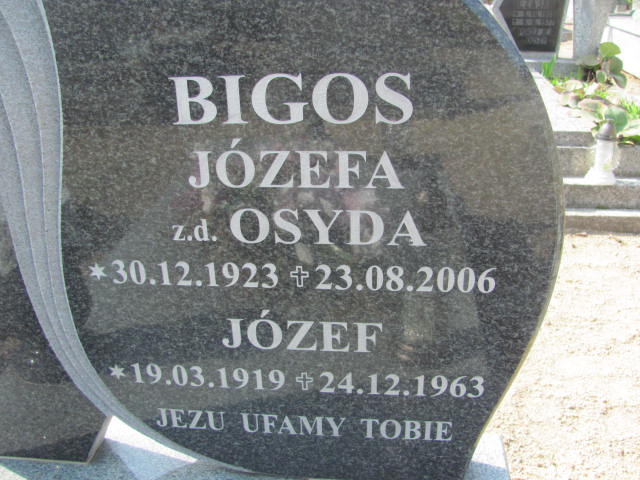 BIGOS
JÓZEFA
z.d. OSYDA
*30.12.1923 ✝ 23.08.2006
JÓZEF
*19.03.1919 ✝ 24.12.1963
JEZU UFAMY TOBIE